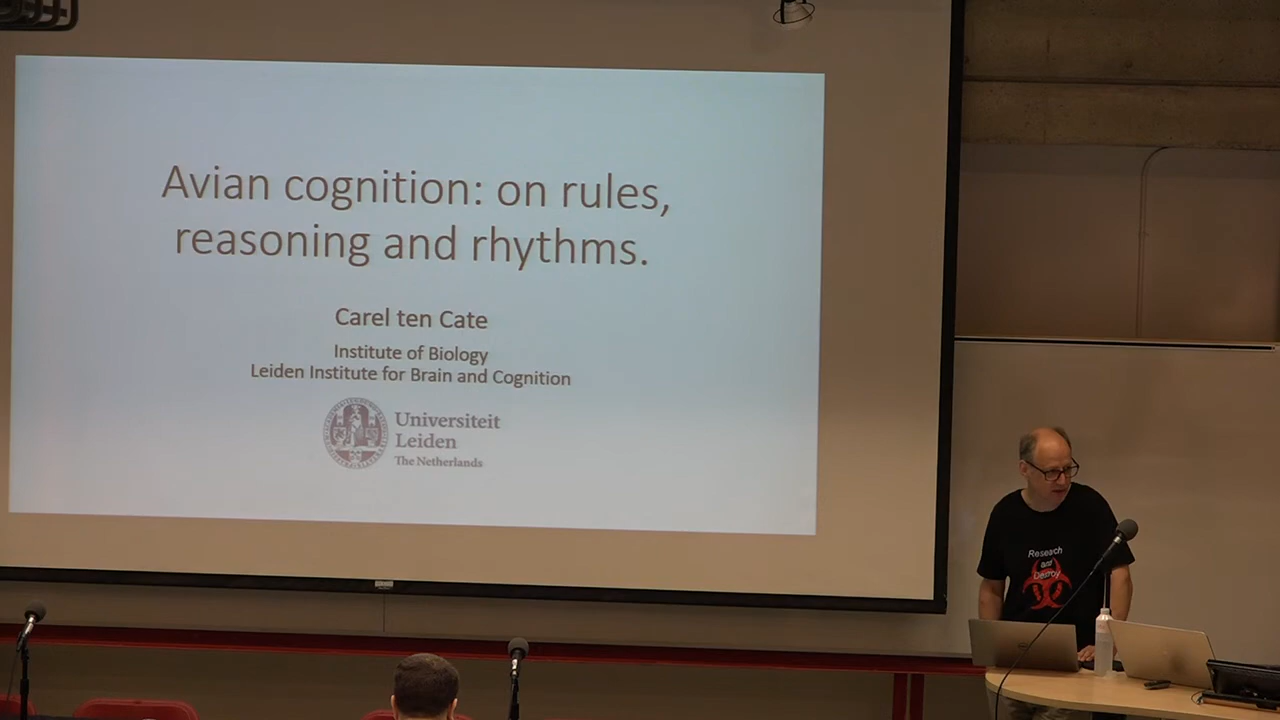 Avian cognition: on rules,
reasoning and rhythms.
Carel ten Cate
Institute of Biology
Leiden Institute for Brain and Cognition
Universiteit
Leiden
The Netherlands
Research
and
Destroy